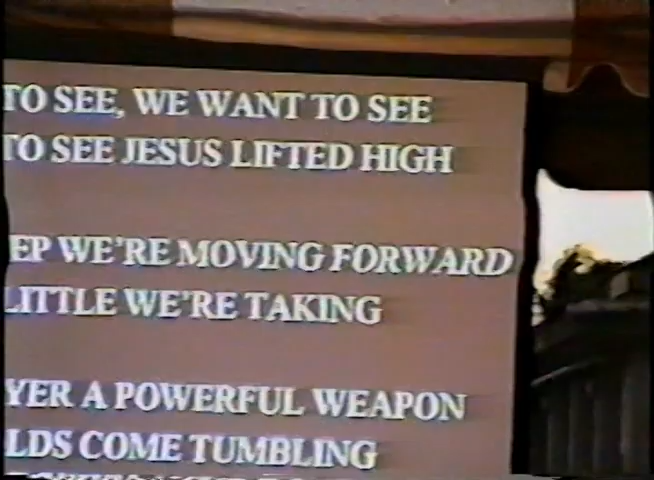 TO SEE, WE WANT TO SEE
TO SEE JESUS LIFTED HIGH
EP WE'RE MOVING FORWARD
LITTLE WE'RE TAKING
YER A POWERFUL WEAPON
LDS COME TUMBLING